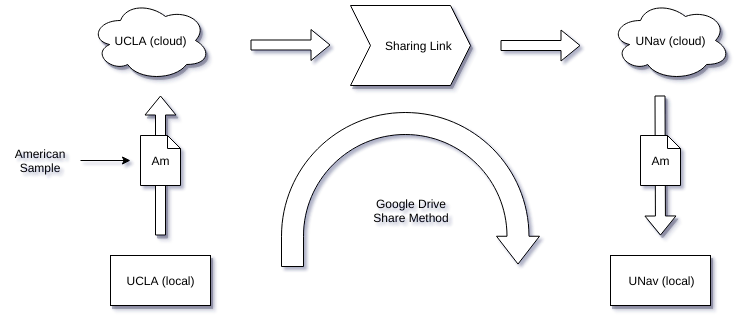 UCLA (cloud)
Sharing Link
UNav (cloud)
American
Sample
Am
Google Drive
Share Method
Am
UCLA (local)
UNav (local)